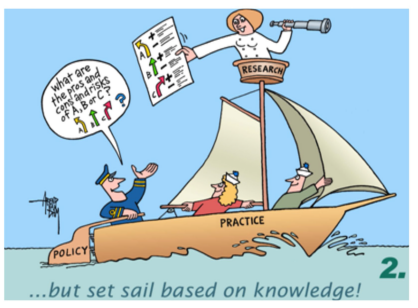 What are
the pros and
cons and risks
of A, B or C?
A B C ?
A
B
C
RESEARCH
PRACTICE
POLICY
2.
...but set sail based on knowledge!